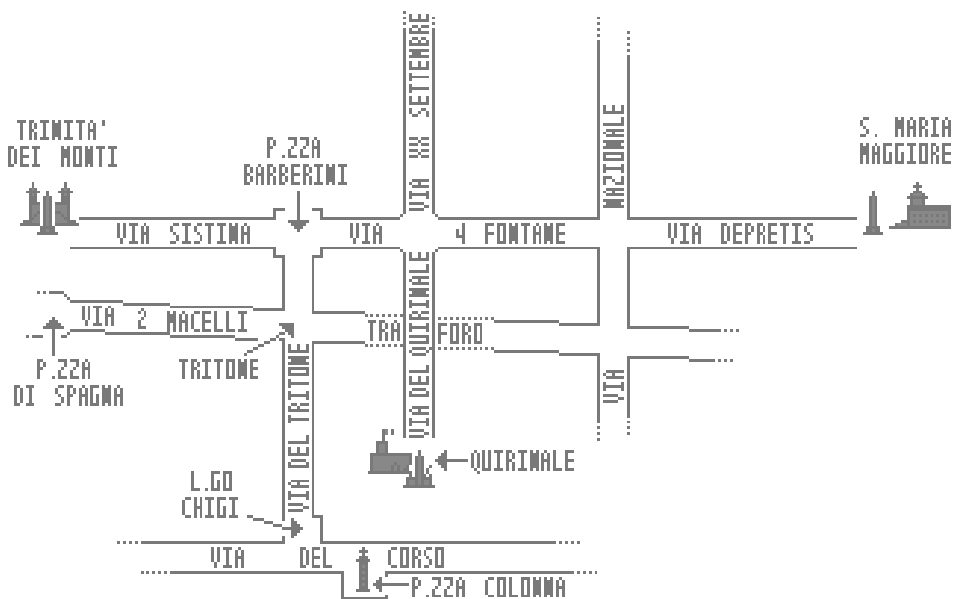 VIA XX SETTEMBRE
TRINITA'
DEI MONTI
P.ZZA
BARBERINI
NAZIONALE
S. MARIA
MAGGIORE
VIA SISTINA
VIA 4 FONTANE
VIA DEPRETIS
VIA 2 MACELLI
TRAFORO
VIA DEL QUIRINALE
P.ZZA
DI SPAGNA
TRITONE
VIA DEL TRITONE
VIA
QUIRINALE
L.GO
CHIGI
VIA DEL CORSO
P.ZZA COLONNA